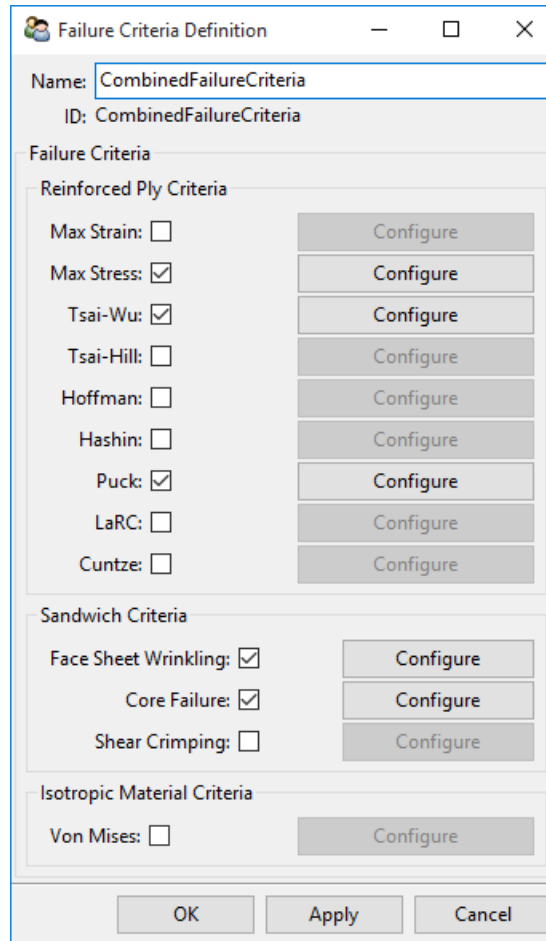 Failure Criteria Definition
Name: CombinedFailureCriteria
ID: CombinedFailureCriteria
Failure Criteria
Reinforced Ply Criteria
Max Strain: Configure
Max Stress: Configure
Tsai-Wu: Configure
Tsai-Hill: Configure
Hoffman: Configure
Hashin: Configure
Puck: Configure
LaRC: Configure
Cuntze: Configure
Sandwich Criteria
Face Sheet Wrinkling: Configure
Core Failure: Configure
Shear Crimping: Configure
Isotropic Material Criteria
Von Mises: Configure
OK Apply Cancel